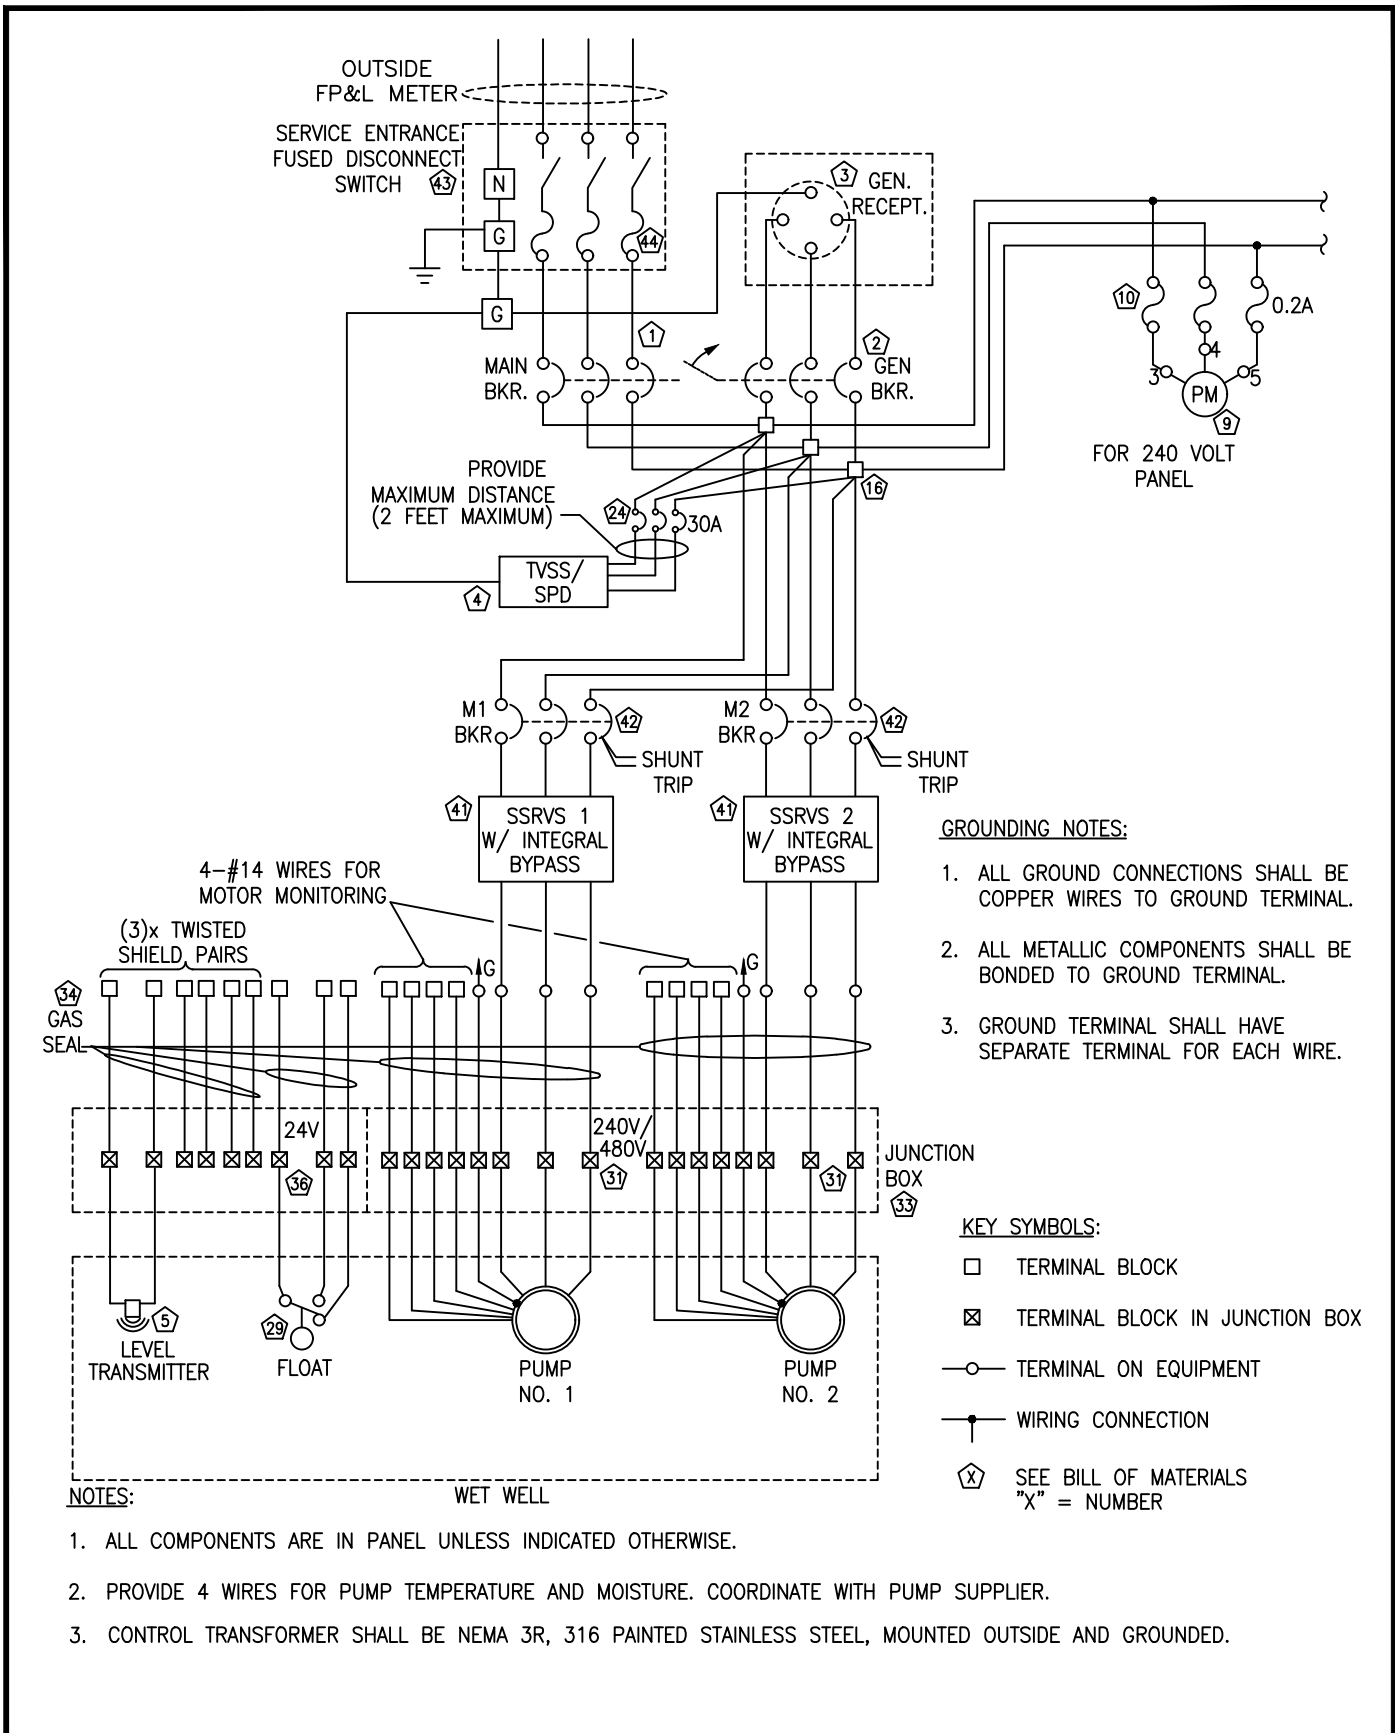 OUTSIDE
FP&L METER
SERVICE ENTRANCE
FUSED DISCONNECT
SWITCH
43
N
G
44
3
GEN.
RECEPT.
G
1
2
MAIN
BKR.
GEN
BKR.
10
0.2A
4
3
5
PM
9
FOR 240 VOLT
PANEL
PROVIDE
MAXIMUM DISTANCE
(2 FEET MAXIMUM)
24
30A
16
TVSS/
SPD
4
M1
BKR
42
SHUNT
TRIP
M2
BKR
42
SHUNT
TRIP
41
SSRVS 1
W/ INTEGRAL
BYPASS
41
SSRVS 2
W/ INTEGRAL
BYPASS
GROUNDING NOTES:
1. ALL GROUND CONNECTIONS SHALL BE
COPPER WIRES TO GROUND TERMINAL.
2. ALL METALLIC COMPONENTS SHALL BE
BONDED TO GROUND TERMINAL.
3. GROUND TERMINAL SHALL HAVE
SEPARATE TERMINAL FOR EACH WIRE.
4-#14 WIRES FOR
MOTOR MONITORING
(3)x TWISTED
SHIELD PAIRS
G
G
34
GAS
SEAL
24V
36
240V/
480V
31
31
JUNCTION
BOX
33
5
LEVEL
TRANSMITTER
29
FLOAT
PUMP
NO. 1
PUMP
NO. 2
WET WELL
KEY SYMBOLS:
TERMINAL BLOCK
TERMINAL BLOCK IN JUNCTION BOX
TERMINAL ON EQUIPMENT
WIRING CONNECTION
X
SEE BILL OF MATERIALS
"X" = NUMBER
NOTES:
1. ALL COMPONENTS ARE IN PANEL UNLESS INDICATED OTHERWISE.
2. PROVIDE 4 WIRES FOR PUMP TEMPERATURE AND MOISTURE. COORDINATE WITH PUMP SUPPLIER.
3. CONTROL TRANSFORMER SHALL BE NEMA 3R, 316 PAINTED STAINLESS STEEL, MOUNTED OUTSIDE AND GROUNDED.